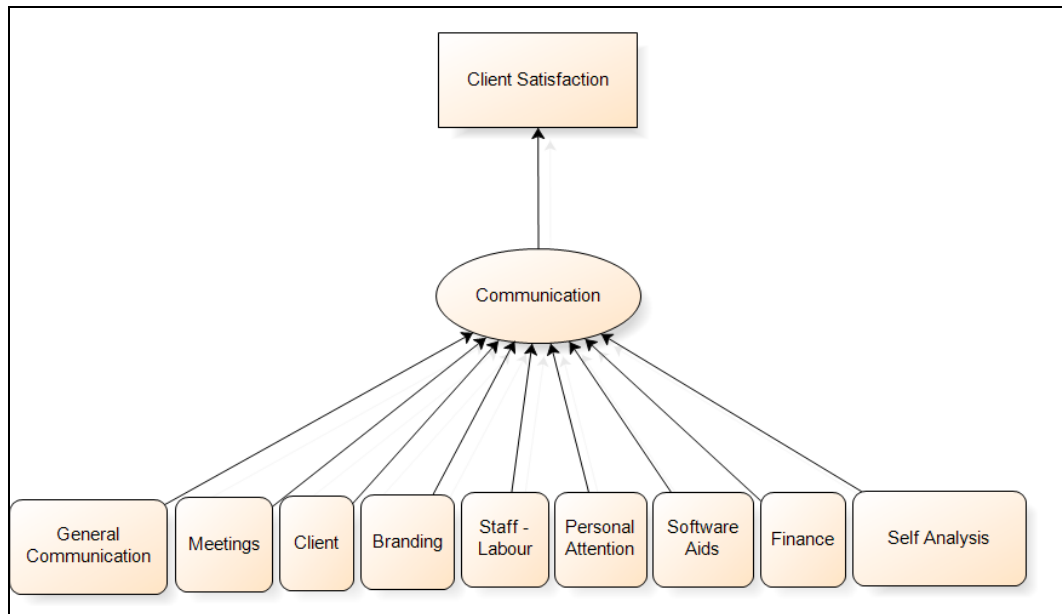 Client Satisfaction
Communication
General
Communication
Meetings
Client
Branding
Staff -
Labour
Personal
Attention
Software
Aids
Finance
Self Analysis